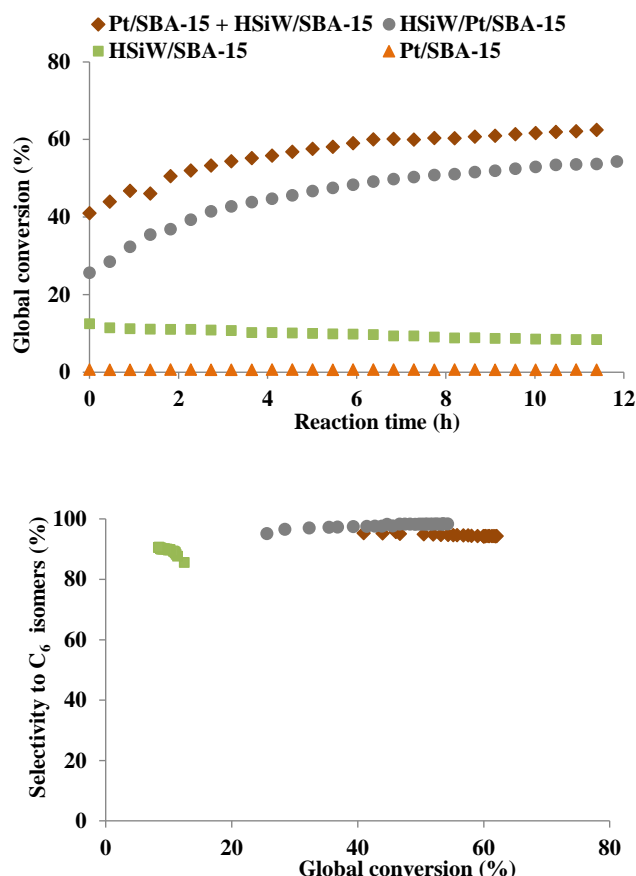 Pt/SBA-15 + HSiW/SBA-15 HSiW/Pt/SBA-15
HSiW/SBA-15 Pt/SBA-15
80
60
40
20
0
Global conversion (%)
0 2 4 6 8 10 12
Reaction time (h)
100
80
60
40
20
0
Selectivity to C₆ isomers (%)
0 20 40 60 80
Global conversion (%)